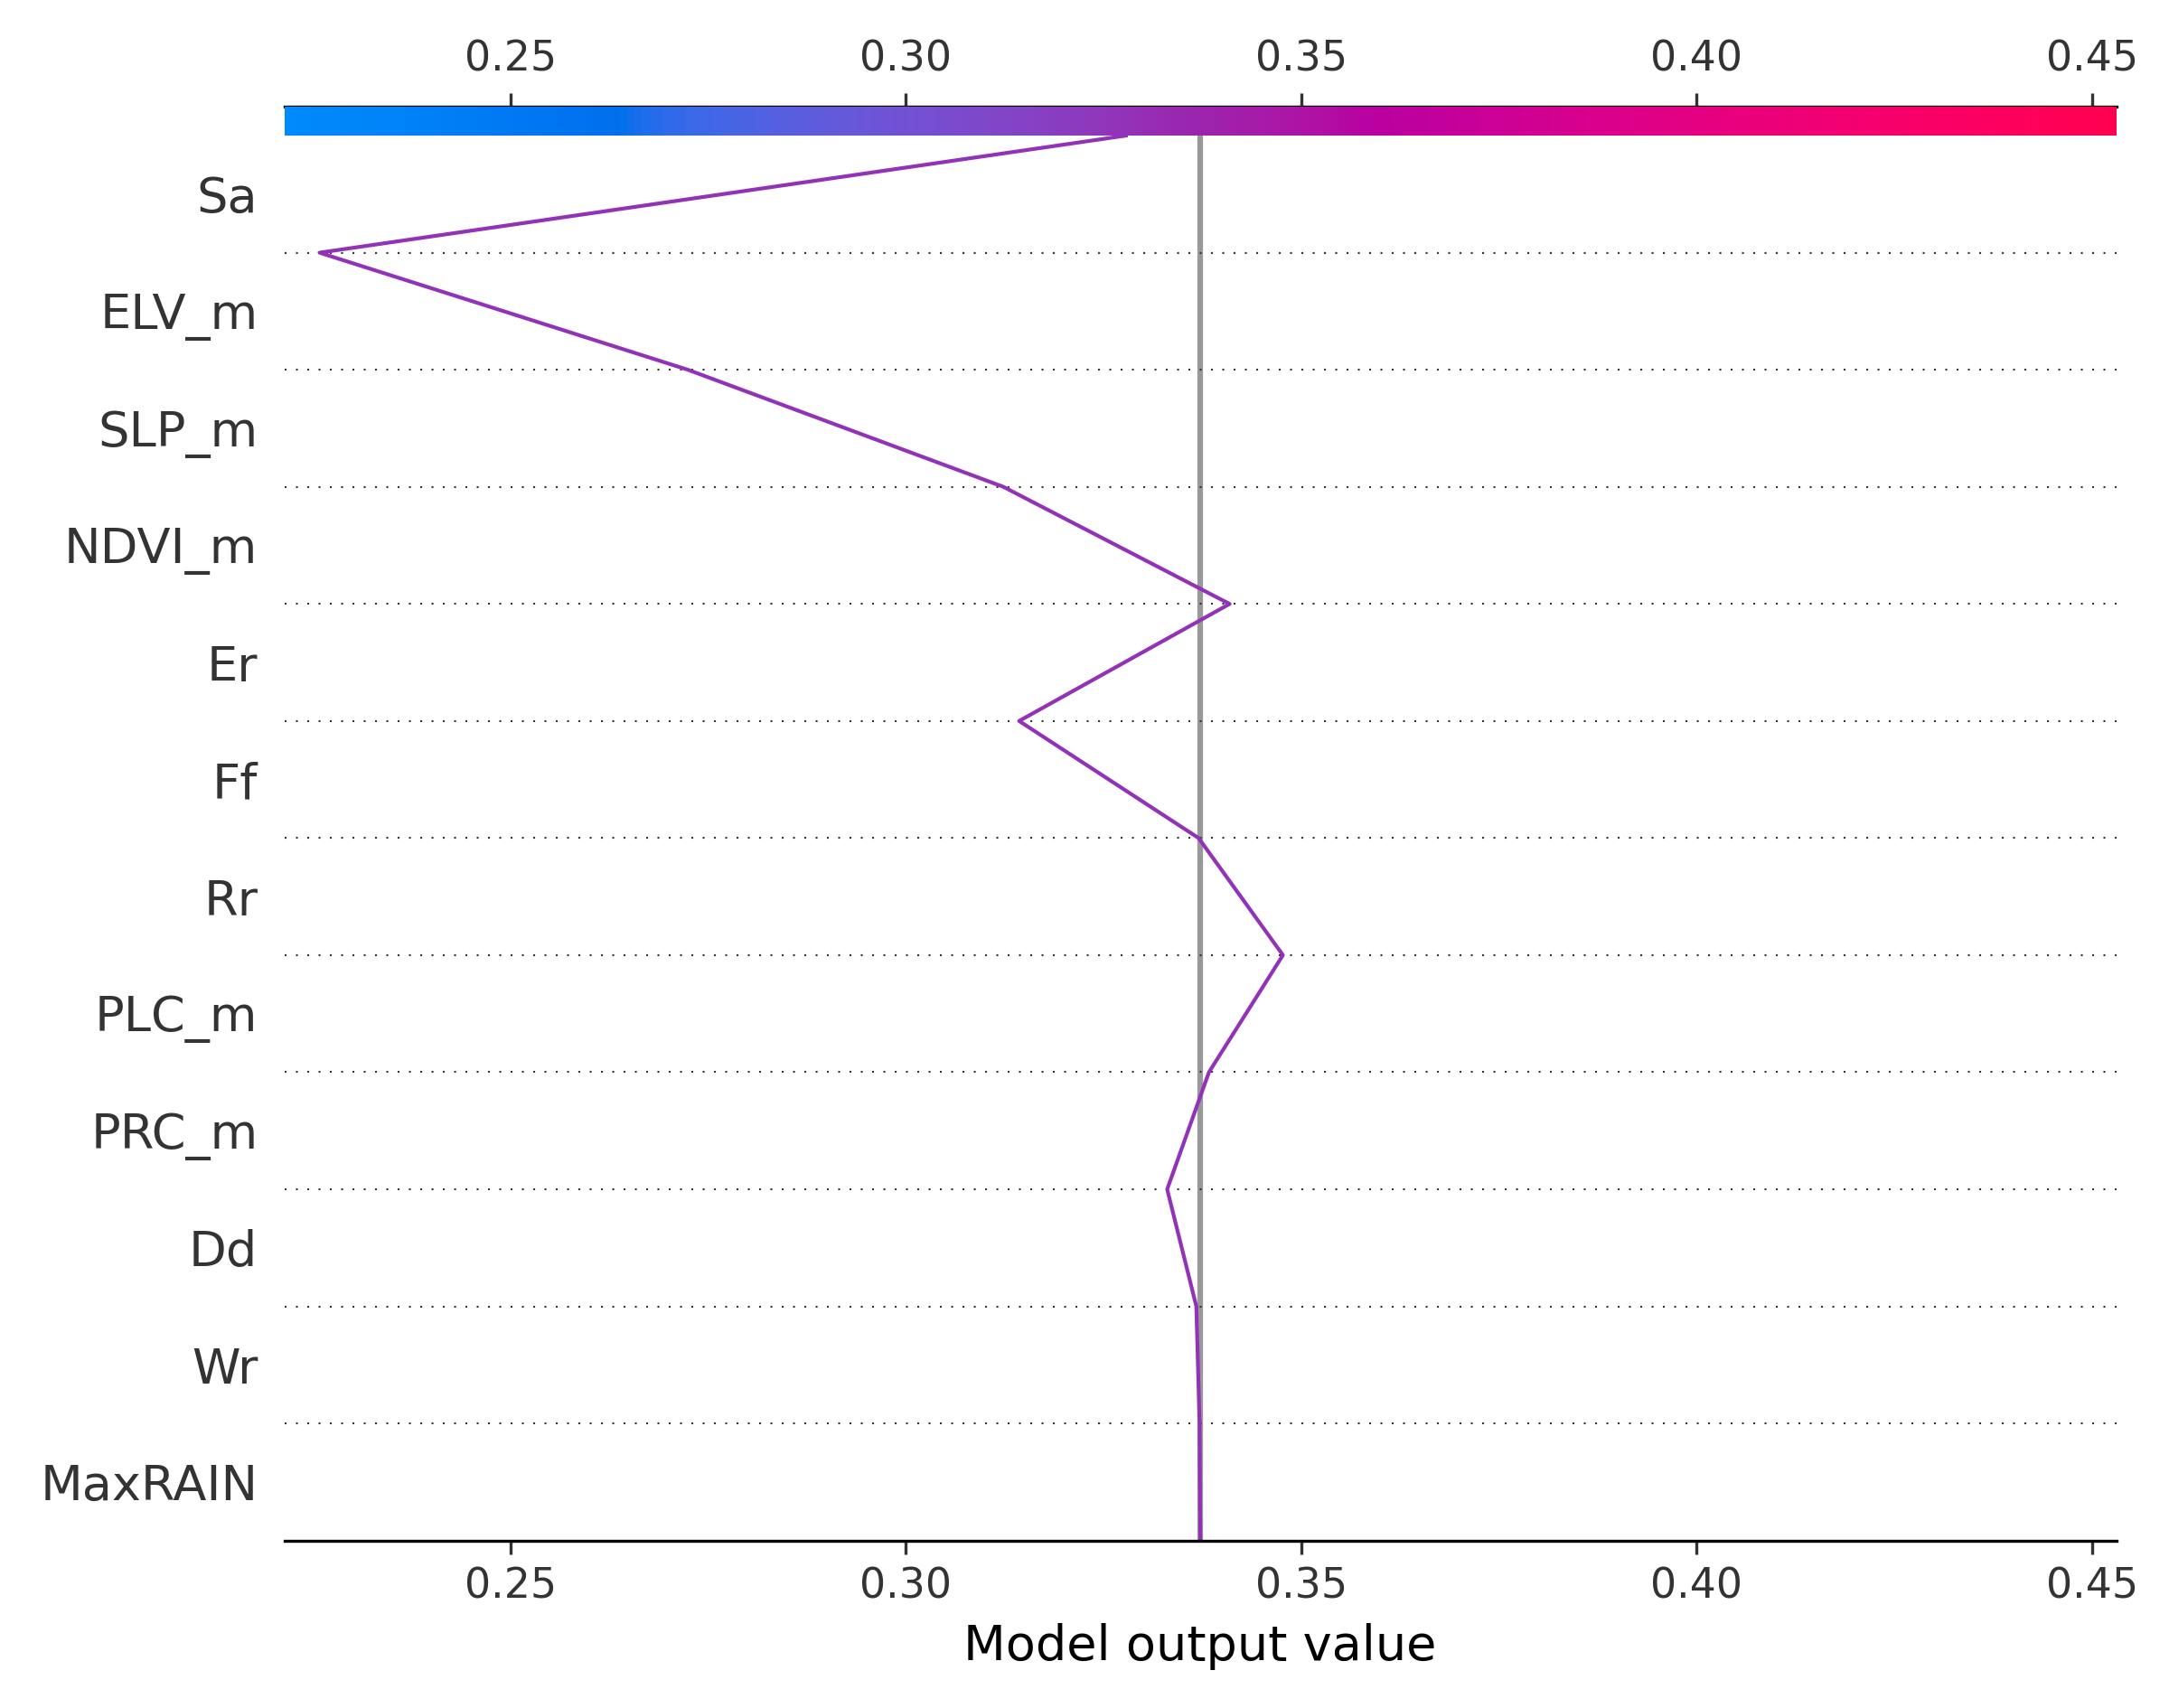 0.25 0.30 0.35 0.40 0.45
Sa
ELV_m
SLP_m
NDVI_m
Er
Ff
Rr
PLC_m
PRC_m
Dd
Wr
MaxRAIN
0.25 0.30 0.35 0.40 0.45
Model output value